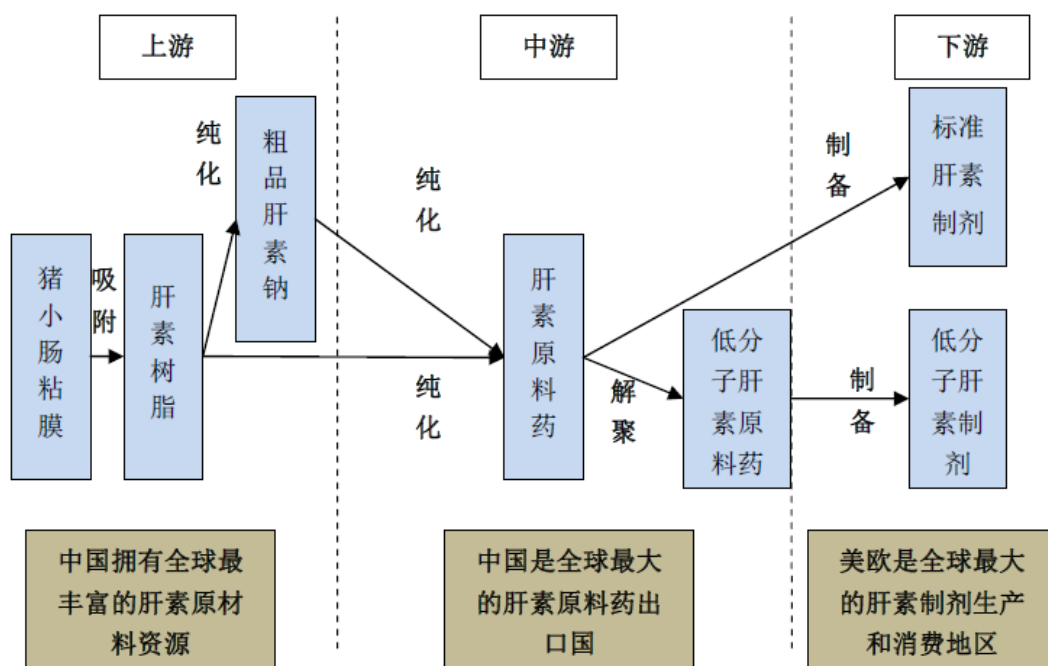 上游
中游
下游
纯化
粗品肝素钠
纯化
制备
标准
肝素
制剂
猪小肠粘膜
吸附
肝素树脂
纯化
肝素原料药
解聚
低分
子肝
素原
料药
制备
低分
子肝
素制
剂
中国拥有全球最
丰富的肝素原材
料资源
中国是全球最大
的肝素原料药出
口国
美欧是全球最大
的肝素制剂生产
和消费地区